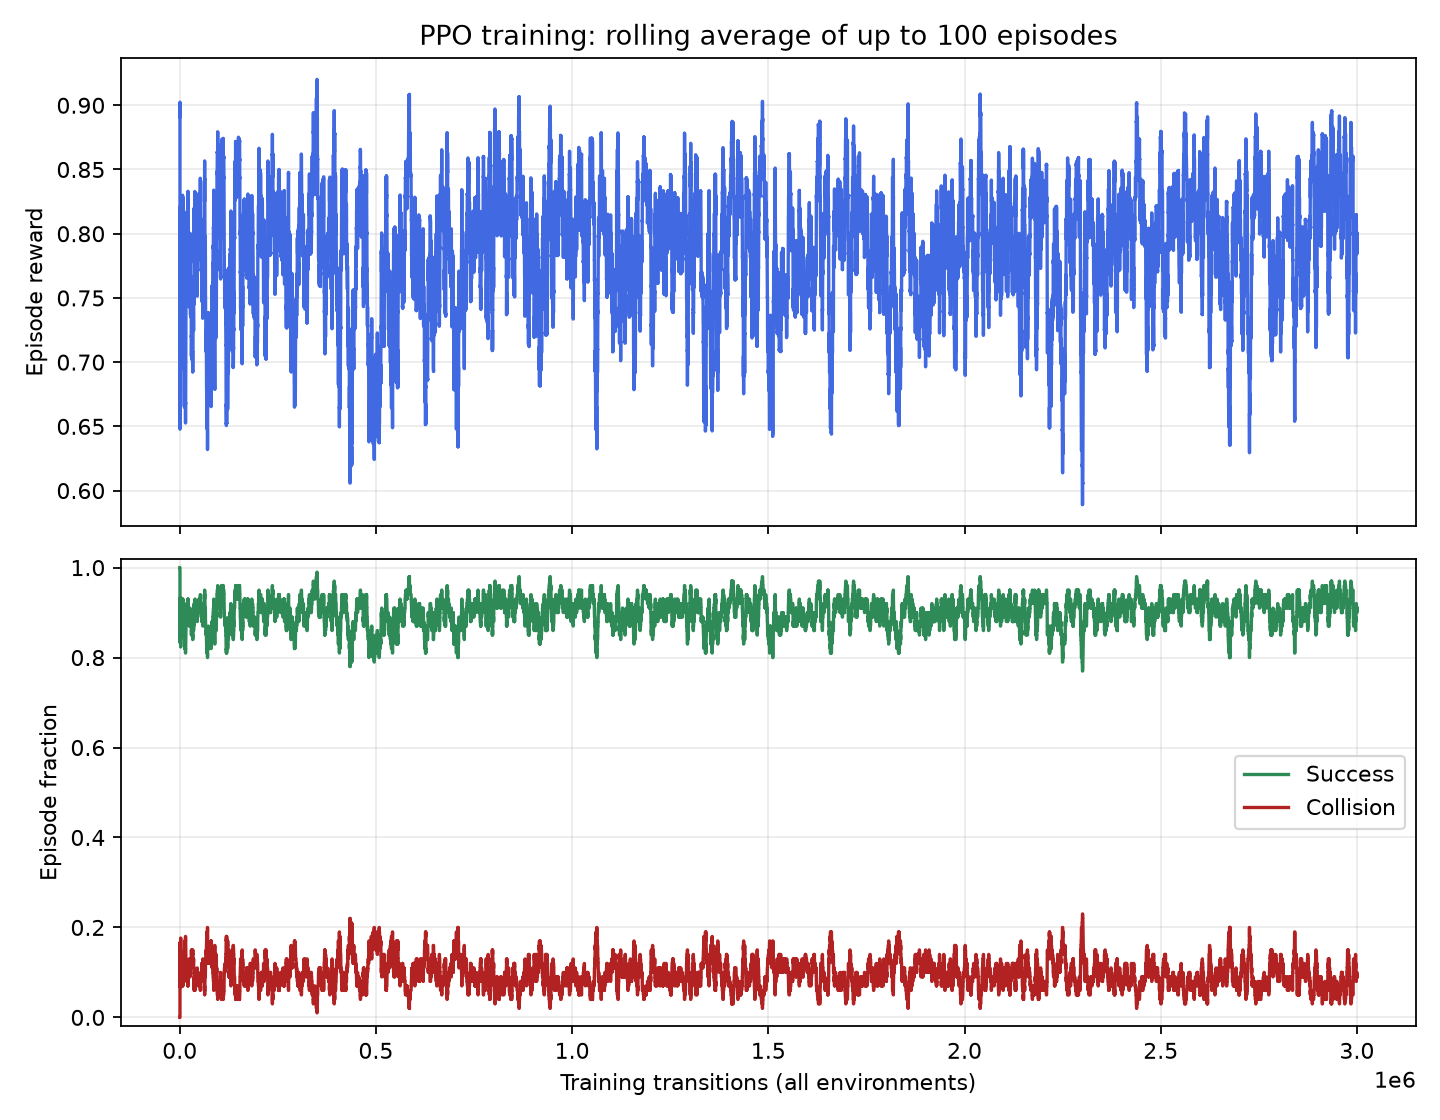 PPO training: rolling average of up to 100 episodes
0.90
0.85
0.80
0.75
0.70
0.65
0.60
Episode reward
1.0
0.8
0.6
0.4
0.2
0.0
Episode fraction
Success
Collision
0.0 0.5 1.0 1.5 2.0 2.5 3.0
1e6
Training transitions (all environments)